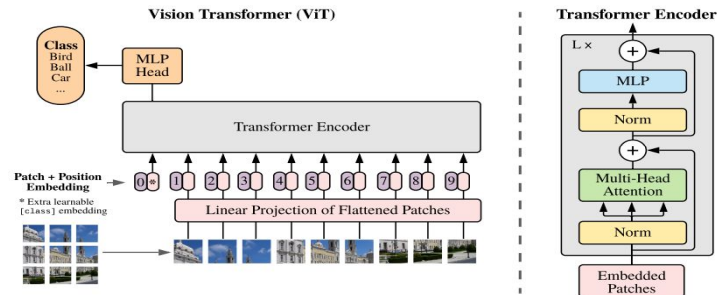 Vision Transformer (ViT)
Class
Bird
Ball
Car
...
MLP
Head
Transformer Encoder
Patch + Position
Embedding
* Extra learnable
[class] embedding
0 * 1 2 3 4 5 6 7 8 9
Linear Projection of Flattened Patches
Transformer Encoder
L ×
+
MLP
Norm
+
Multi-Head
Attention
Norm
Embedded
Patches